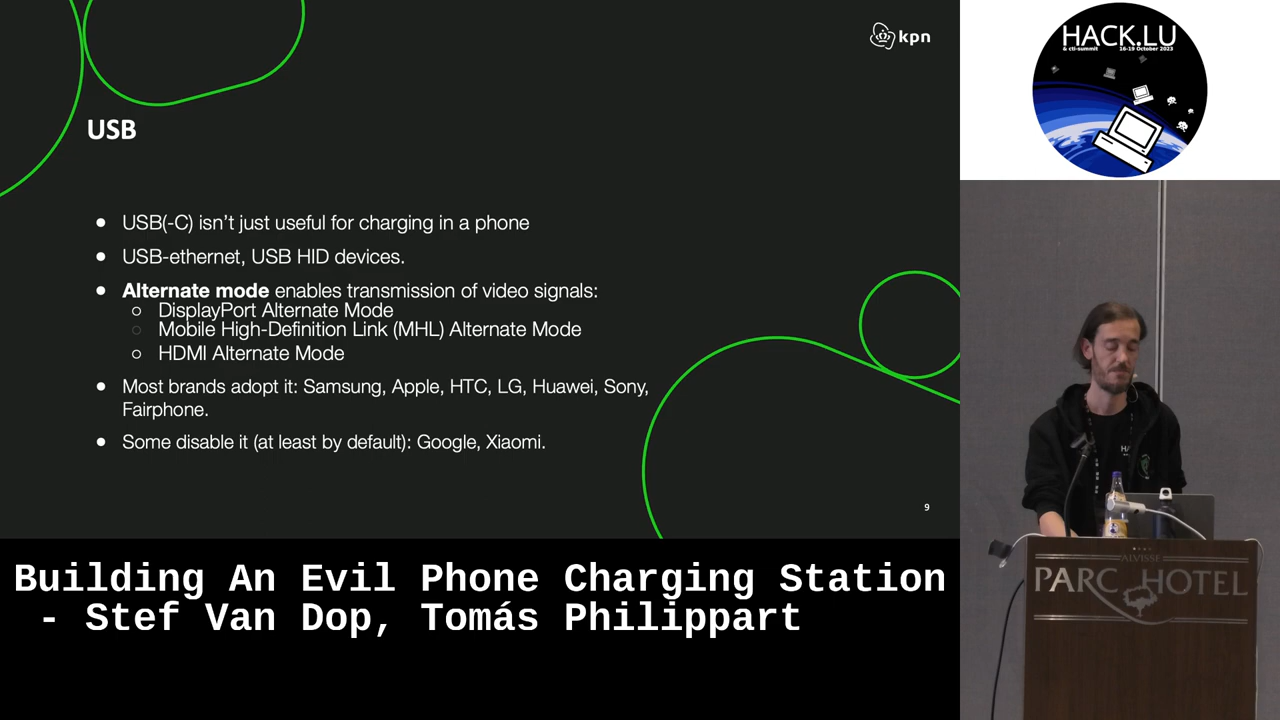 kpn
HACK.LU
& cti-summit 16-19 October 2023
USB
● USB(-C) isn't just useful for charging in a phone
● USB-ethernet, USB HID devices.
● Alternate mode enables transmission of video signals:
○ DisplayPort Alternate Mode
○ Mobile High-Definition Link (MHL) Alternate Mode
○ HDMI Alternate Mode
● Most brands adopt it: Samsung, Apple, HTC, LG, Huawei, Sony,
Fairphone.
● Some disable it (at least by default): Google, Xiaomi.
9
Building An Evil Phone Charging Station
- Stef Van Dop, Tomás Philippart
ALVISSE
PARC HOTEL